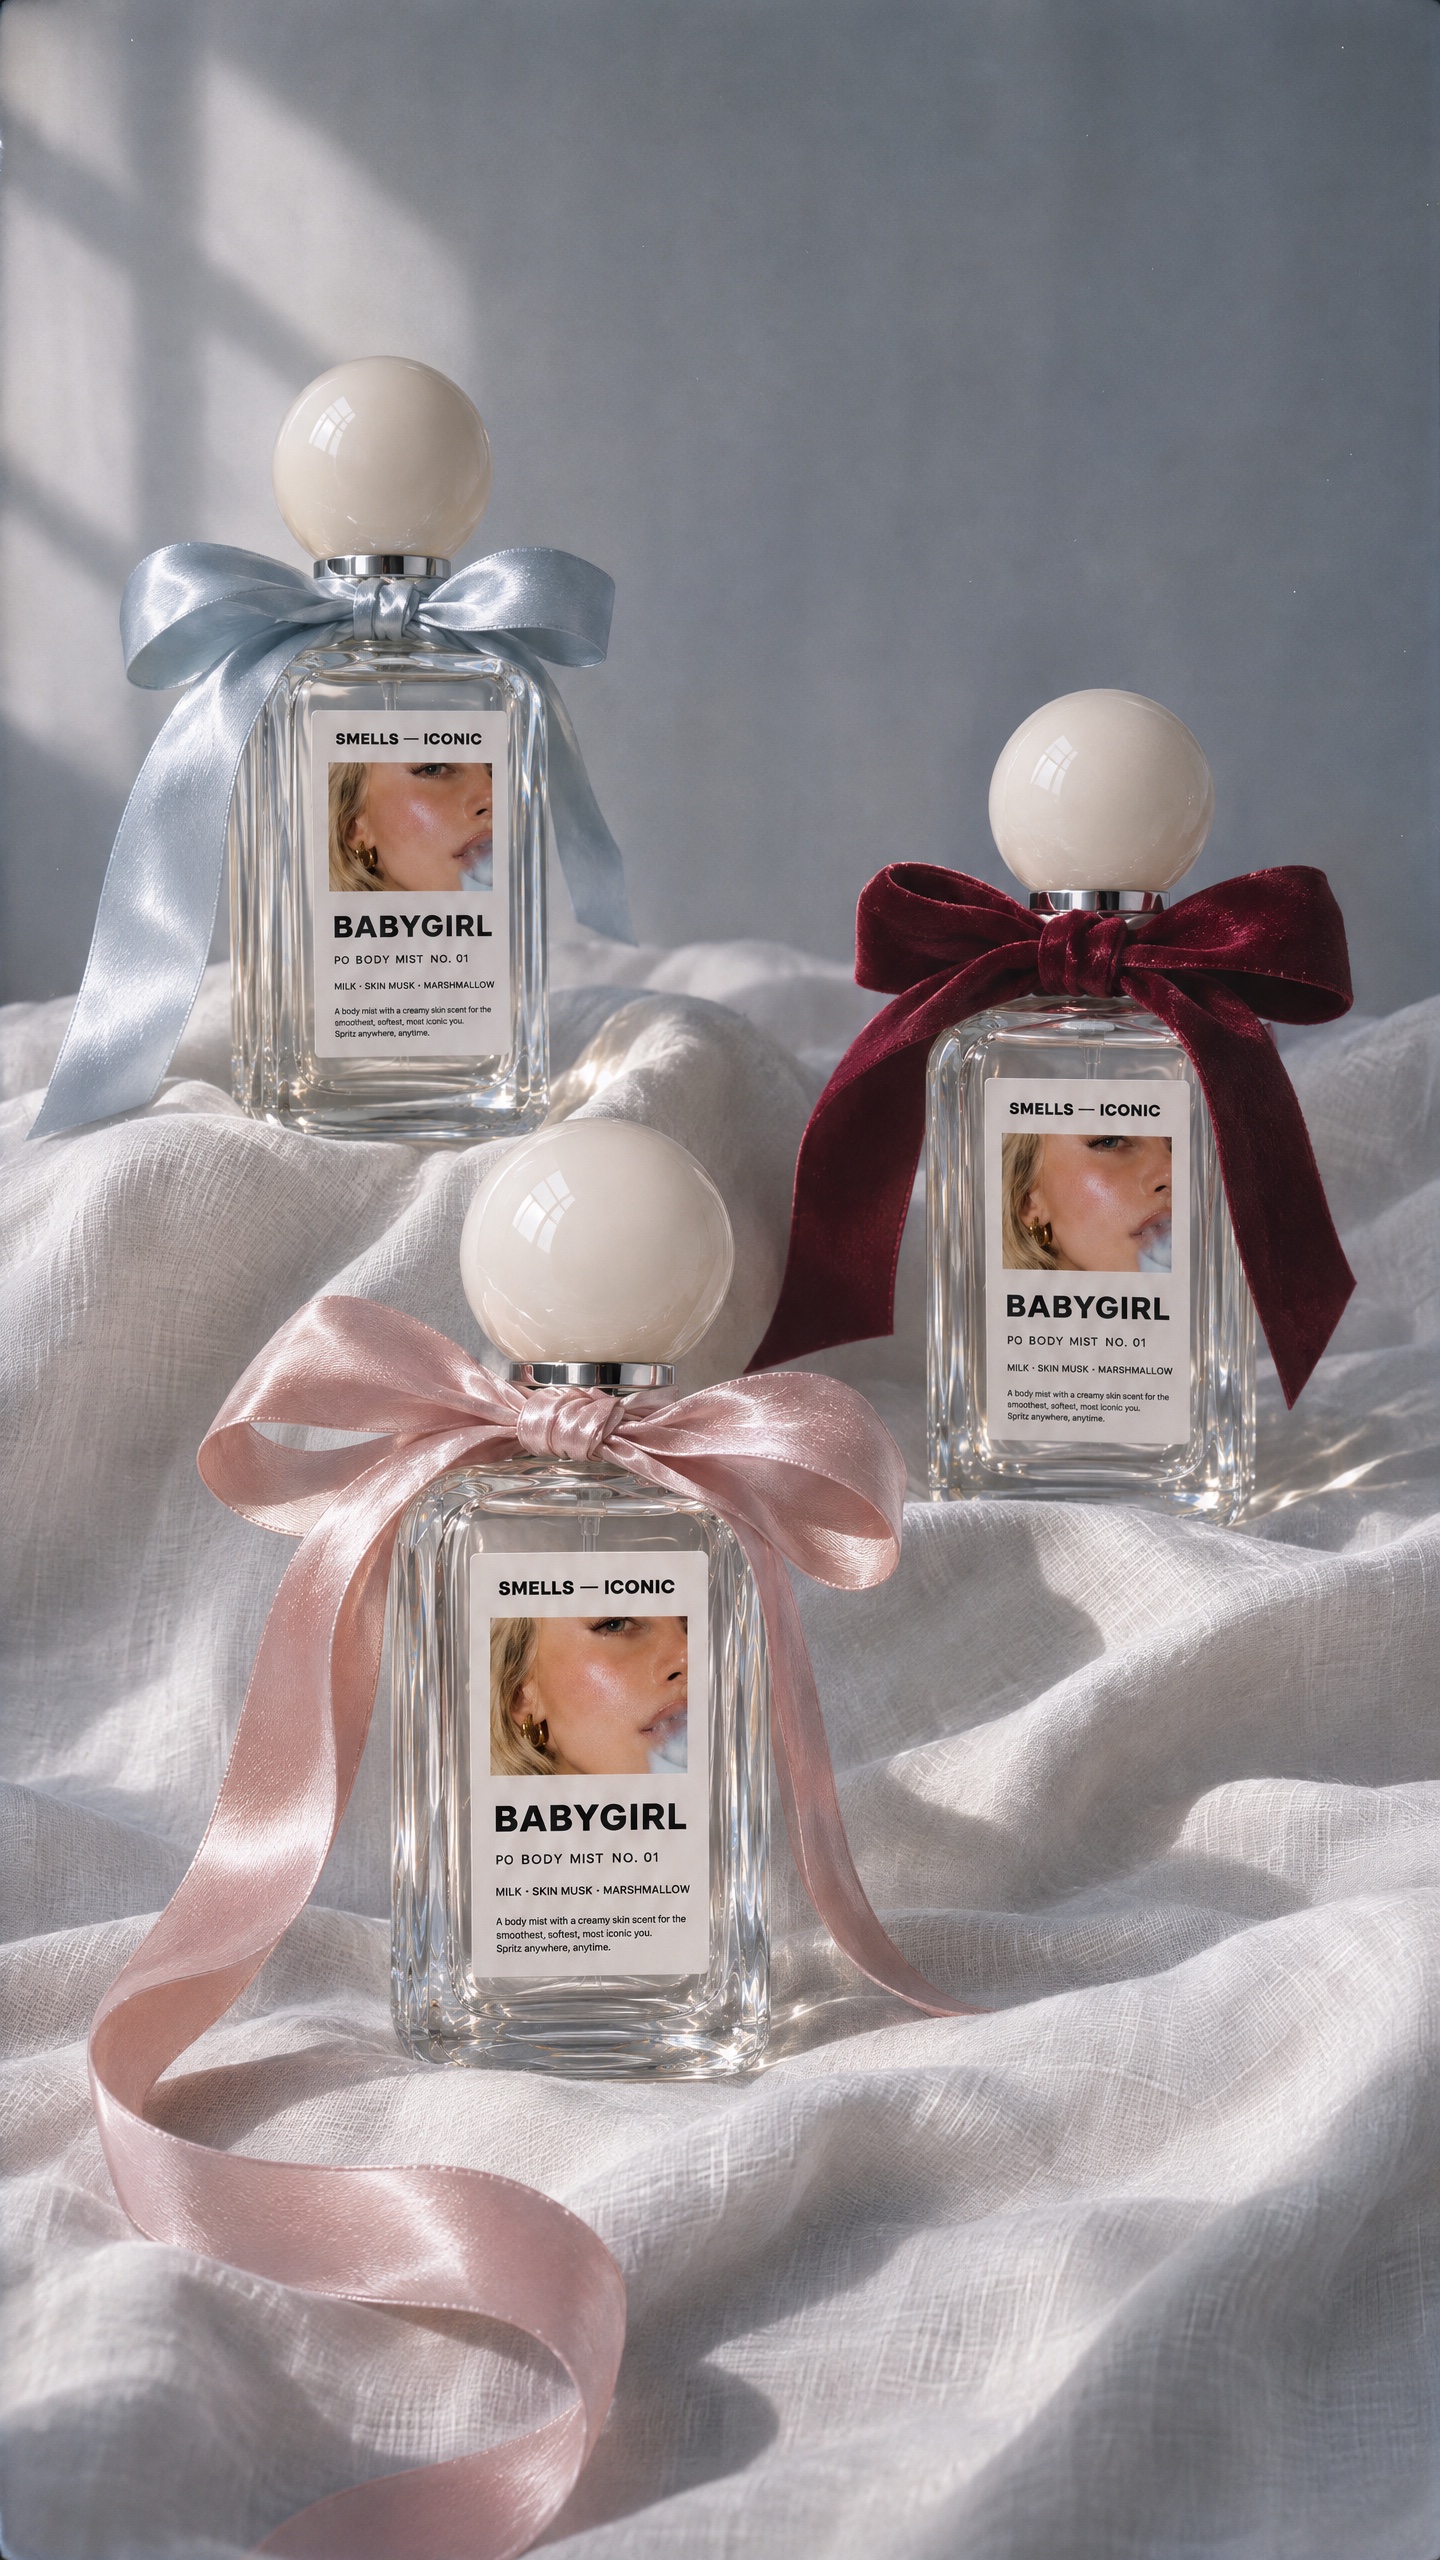 SMELLS — ICONIC
BABYGIRL
PO BODY MIST NO. 01
MILK · SKIN MUSK · MARSHMALLOW
A body mist with a creamy skin scent for the
smoothest, softest, most iconic you.
Spritz anywhere, anytime.
SMELLS — ICONIC
BABYGIRL
PO BODY MIST NO. 01
MILK · SKIN MUSK · MARSHMALLOW
A body mist with a creamy skin scent for the
smoothest, softest, most iconic you.
Spritz anywhere, anytime.
SMELLS — ICONIC
BABYGIRL
PO BODY MIST NO. 01
MILK · SKIN MUSK · MARSHMALLOW
A body mist with a creamy skin scent for the
smoothest, softest, most iconic you.
Spritz anywhere, anytime.